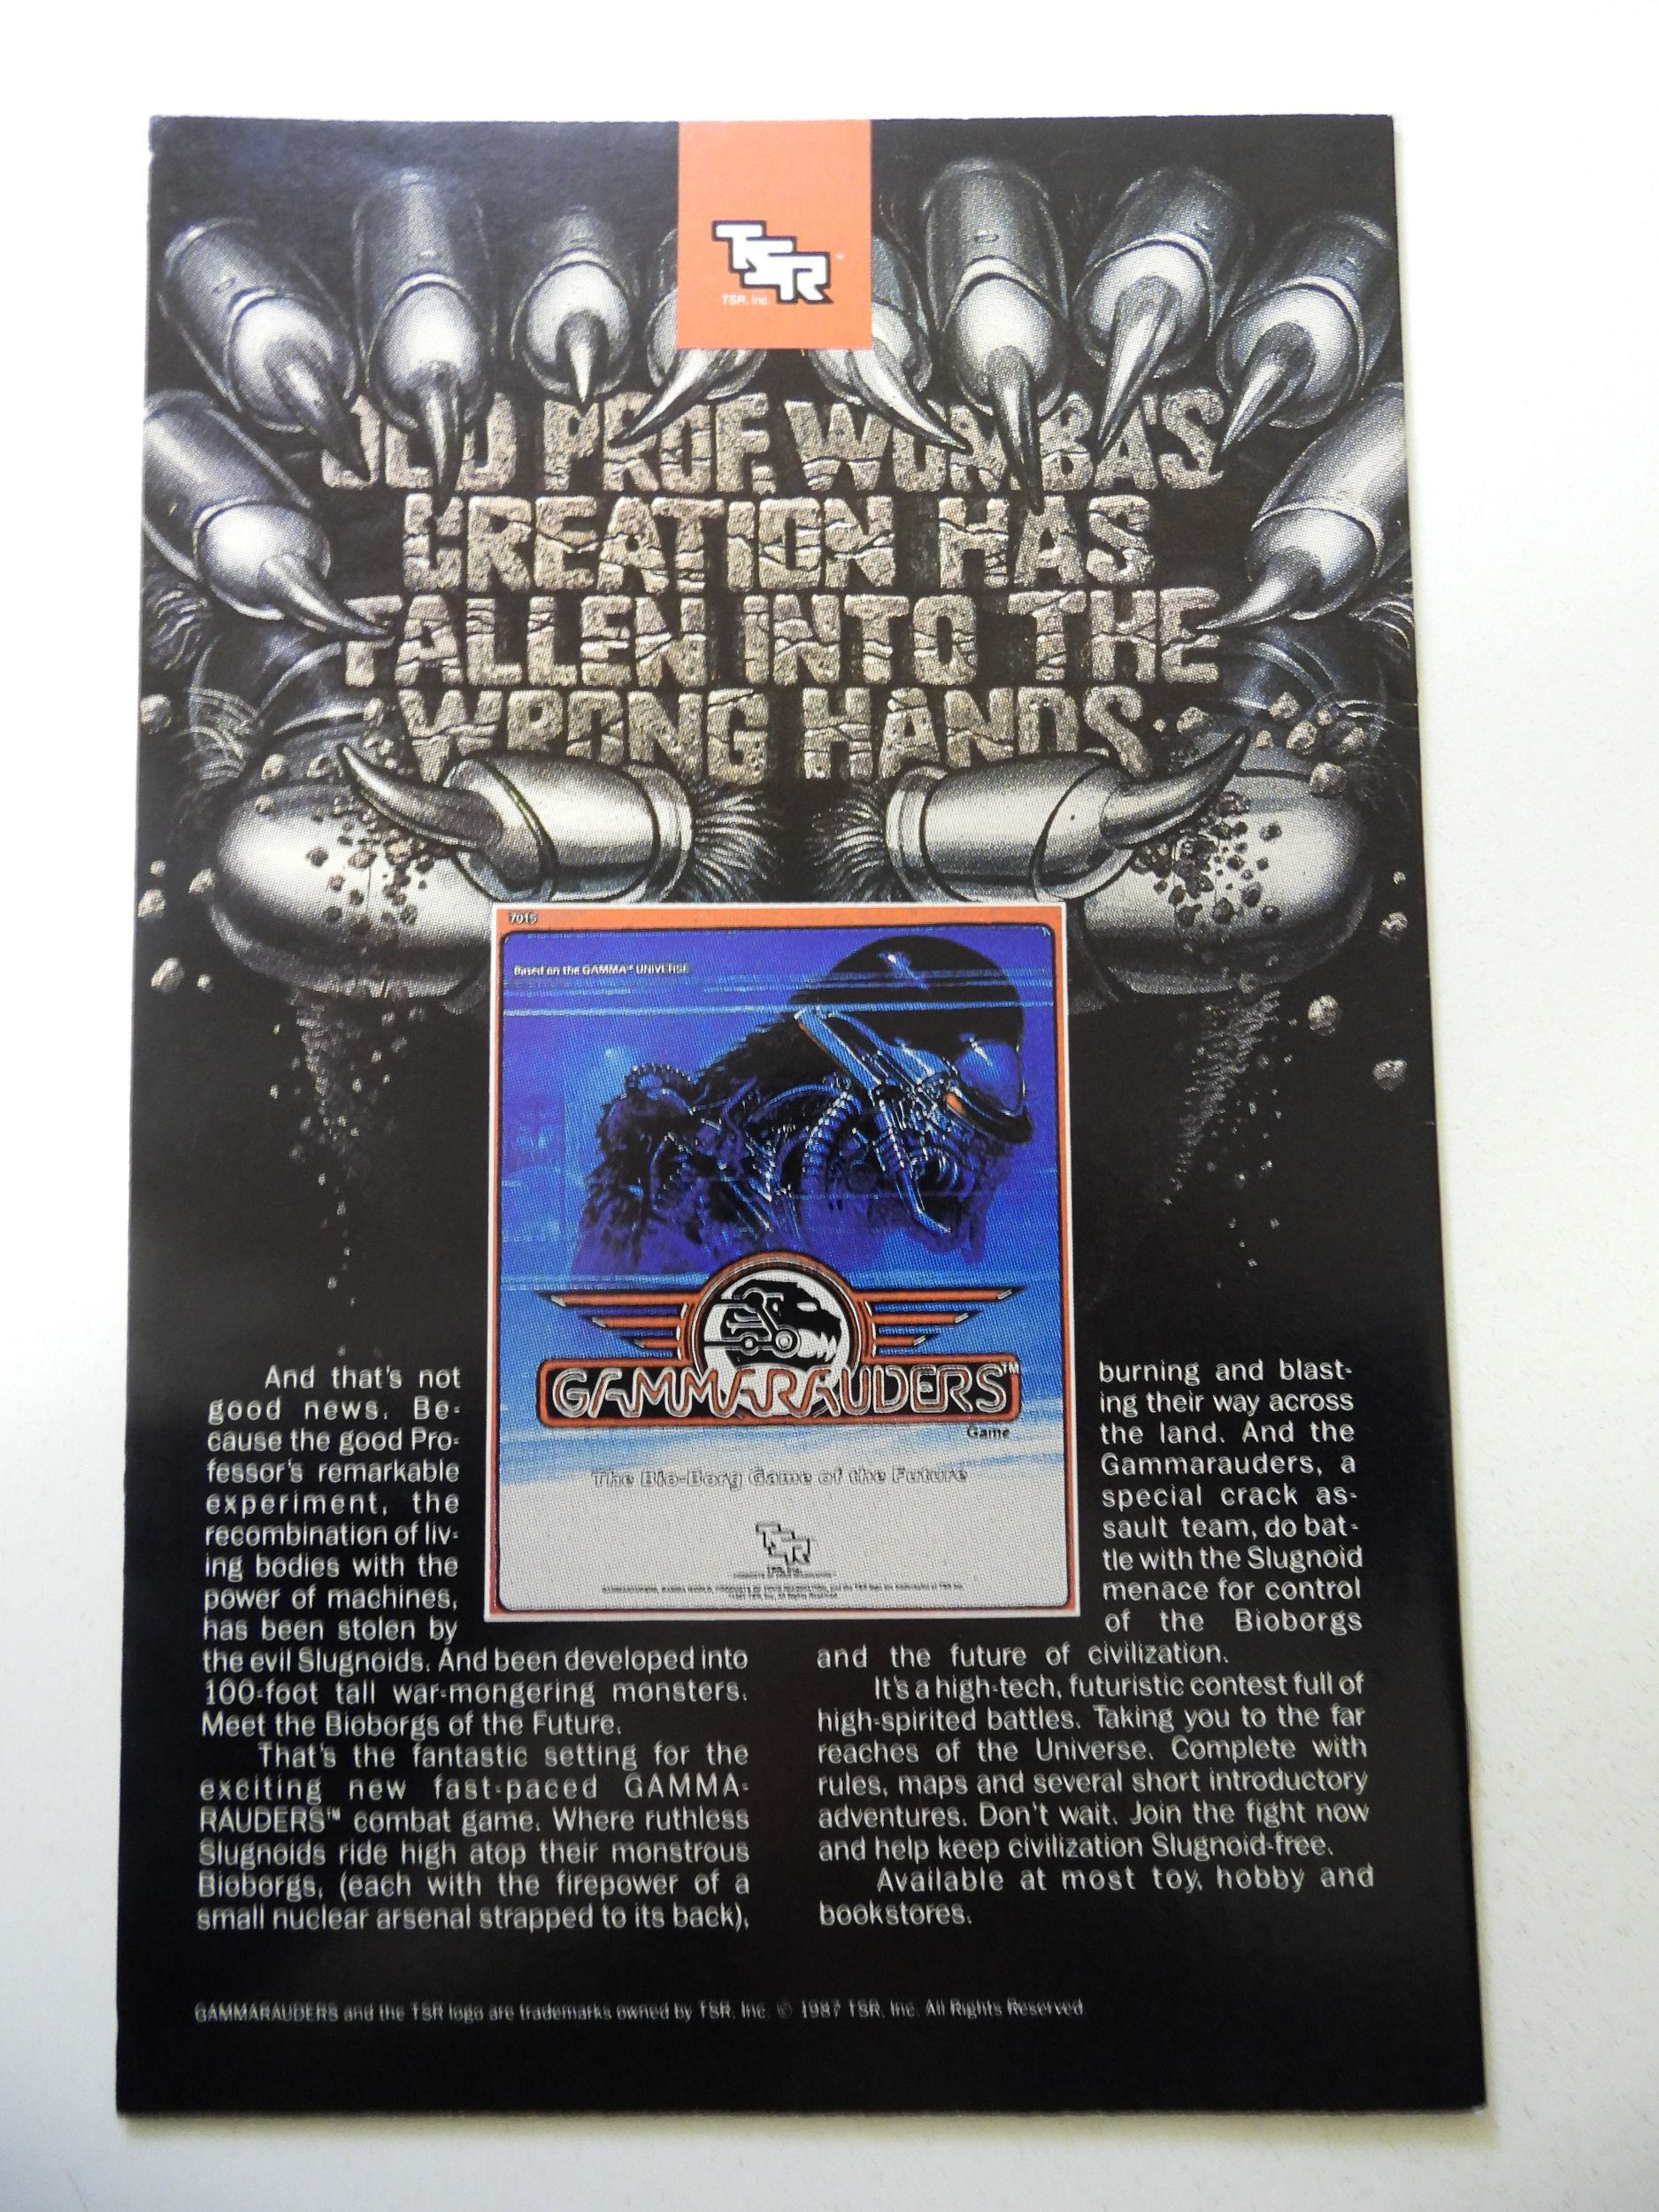 TSR™
TSR, Inc.
OLD PROF. WOMBAS
CREATION HAS
FALLEN INTO THE
WRONG HANDS.
7015
Based on the GAMMA™ UNIVERSE
GAMMARAUDERS™
Game
The Bio-Borg Game of the Future
TSR
TSR, Inc.
And that's not
good news. Be-
cause the good Pro-
fessor's remarkable
experiment, the
recombination of liv-
ing bodies with the
power of machines,
has been stolen by
the evil Slugnoids. And been developed into
100-foot tall war-mongering monsters.
Meet the Bioborgs of the Future.
That's the fantastic setting for the
exciting new fast-paced GAMMA-
RAUDERS™ combat game. Where ruthless
Slugnoids ride high atop their monstrous
Bioborgs, (each with the firepower of a
small nuclear arsenal strapped to its back),
burning and blast-
ing their way across
the land. And the
Gammarauders, a
special crack as-
sault team, do bat-
tle with the Slugnoid
menace for control
of the Bioborgs
and the future of civilization.
It's a high-tech, futuristic contest full of
high-spirited battles. Taking you to the far
reaches of the Universe. Complete with
rules, maps and several short introductory
adventures. Don't wait. Join the fight now
and help keep civilization Slugnoid-free.
Available at most toy, hobby and
bookstores.
GAMMARAUDERS and the TSR logo are trademarks owned by TSR, Inc. © 1987 TSR, Inc. All Rights Reserved